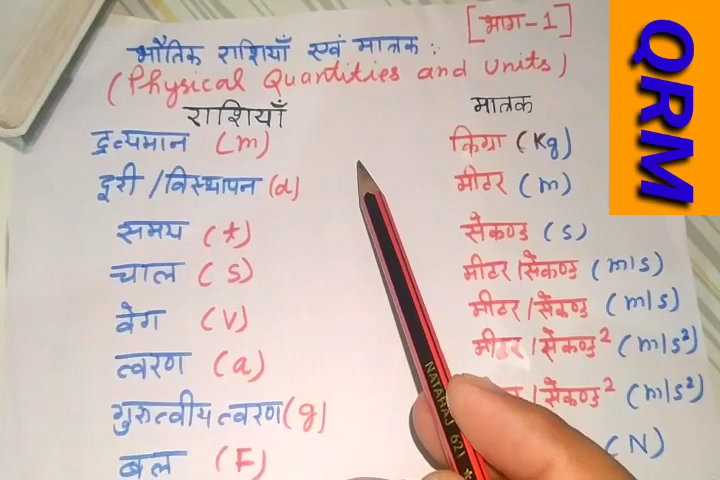 [भाग-1]
भौतिक राशियाँ एवं मात्रक :
(Physical Quantities and Units)
राशियाँ मात्रक
द्रव्यमान (m) किग्रा (Kg)
दूरी/विस्थापन (d) मीटर (m)
समय (t) सेकण्ड (s)
चाल (s) मीटर/सेकण्ड (m/s)
वेग (v) मीटर/सेकण्ड (m/s)
त्वरण (a) मीटर/सेकण्ड² (m/s²)
गुरुत्वीय त्वरण (g) /सेकण्ड² (m/s²)
बल (F) (N)
QRM
NATARAJ 621